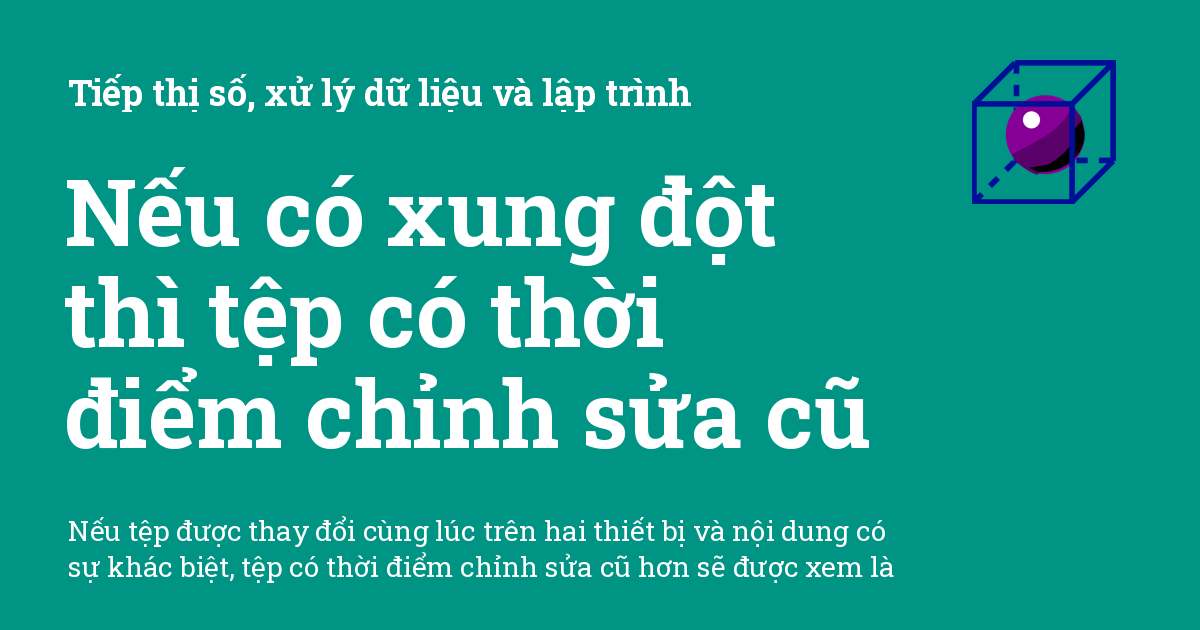 Tiếp thị số, xử lý dữ liệu và lập trình
Nếu có xung đột
thì tệp có thời
điểm chỉnh sửa cũ
Nếu tệp được thay đổi cùng lúc trên hai thiết bị và nội dung có
sự khác biệt, tệp có thời điểm chỉnh sửa cũ hơn sẽ được xem là